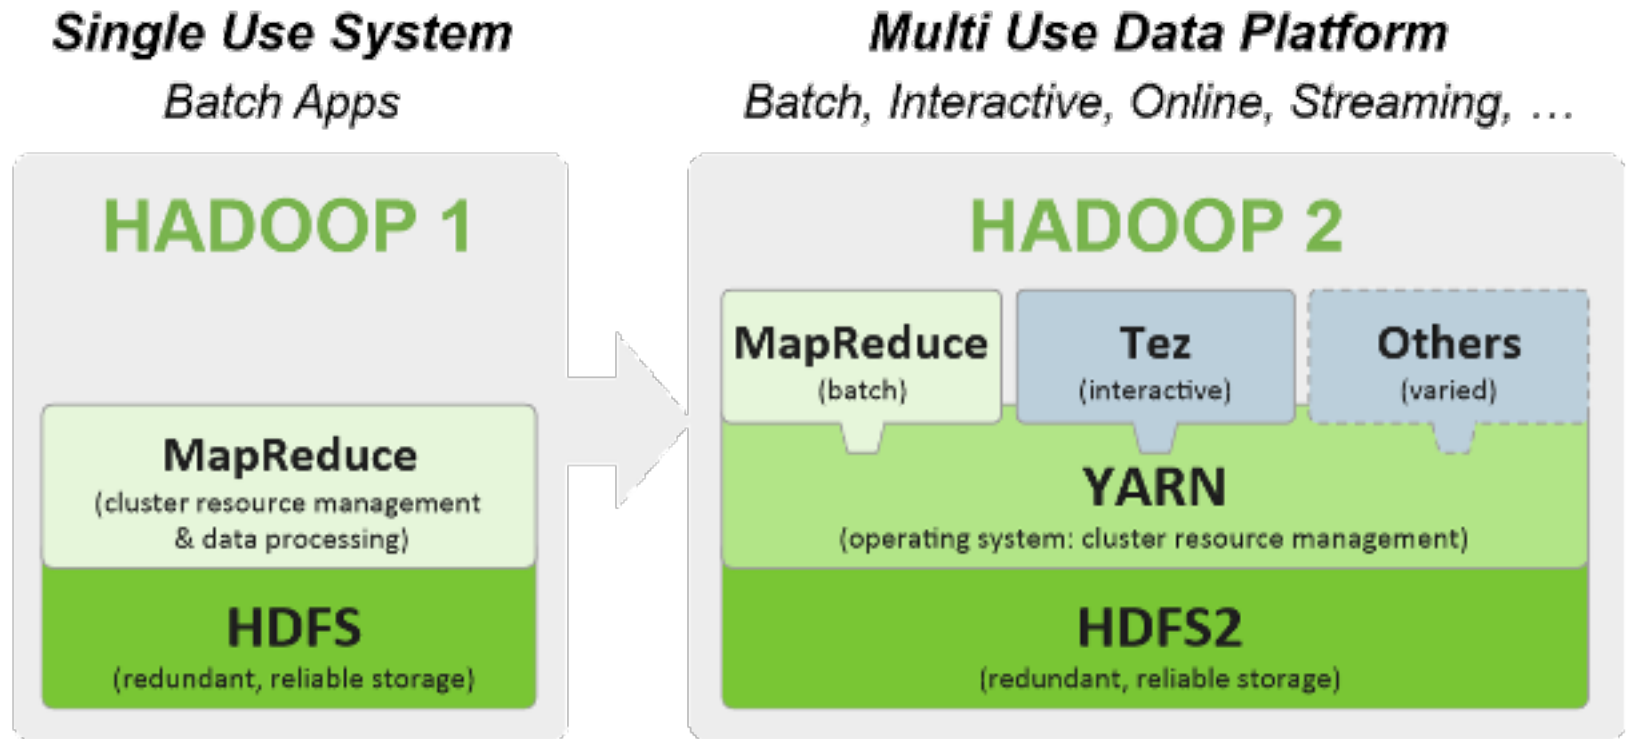 Single Use System
Batch Apps
HADOOP 1
MapReduce
(cluster resource management
& data processing)
HDFS
(redundant, reliable storage)
Multi Use Data Platform
Batch, Interactive, Online, Streaming, …
HADOOP 2
MapReduce
(batch)
Tez
(interactive)
Others
(varied)
YARN
(operating system: cluster resource management)
HDFS2
(redundant, reliable storage)